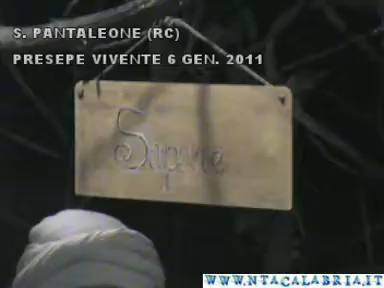 S. PANTALEONE (RC)
PRESEPE VIVENTE 6 GEN. 2011
Sapone
WWW.NTACALABRIA.IT